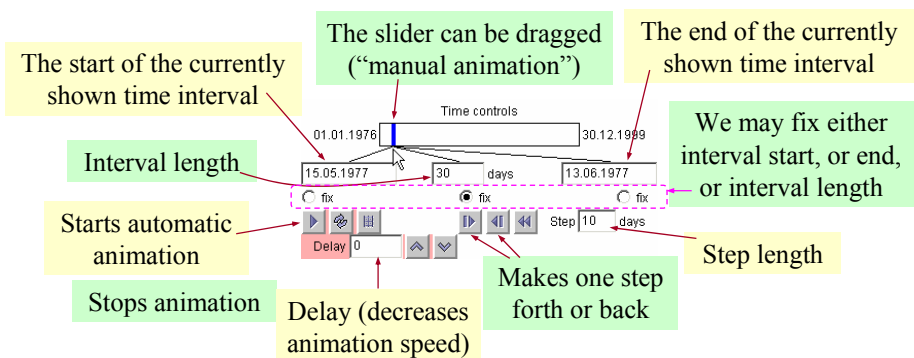 The slider can be dragged
("manual animation")
The end of the currently
shown time interval
The start of the currently
shown time interval
Time controls
01.01.1976
30.12.1999
We may fix either
interval start, or end,
or interval length
Interval length
15.05.1977
30
days
13.06.1977
fix
fix
fix
Starts automatic
animation
Step
10
days
Delay
0
Step length
Makes one step
forth or back
Stops animation
Delay (decreases
animation speed)